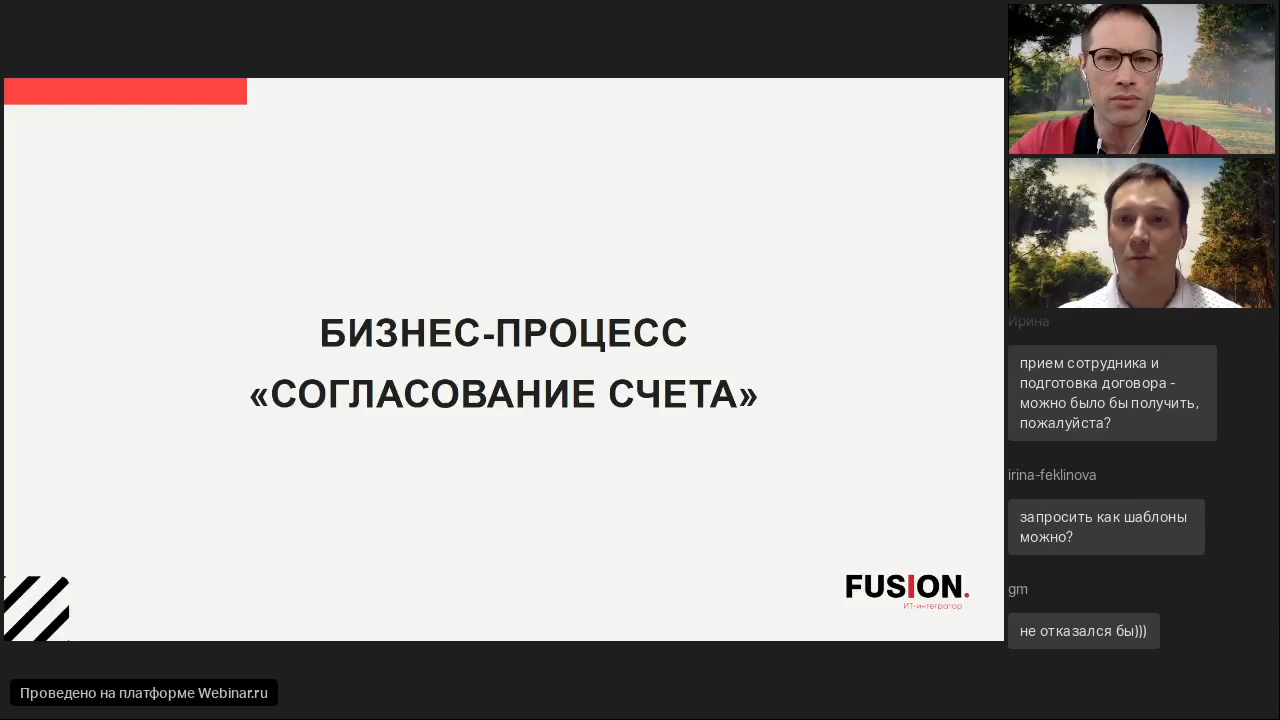 БИЗНЕС-ПРОЦЕСС
«СОГЛАСОВАНИЕ СЧЕТА»
FUSION.
ИТ-интегратор
Ирина
прием сотрудника и
подготовка договора -
можно было бы получить,
пожалуйста?
irina-feklinova
запросить как шаблоны
можно?
gm
не отказался бы)))
Проведено на платформе Webinar.ru